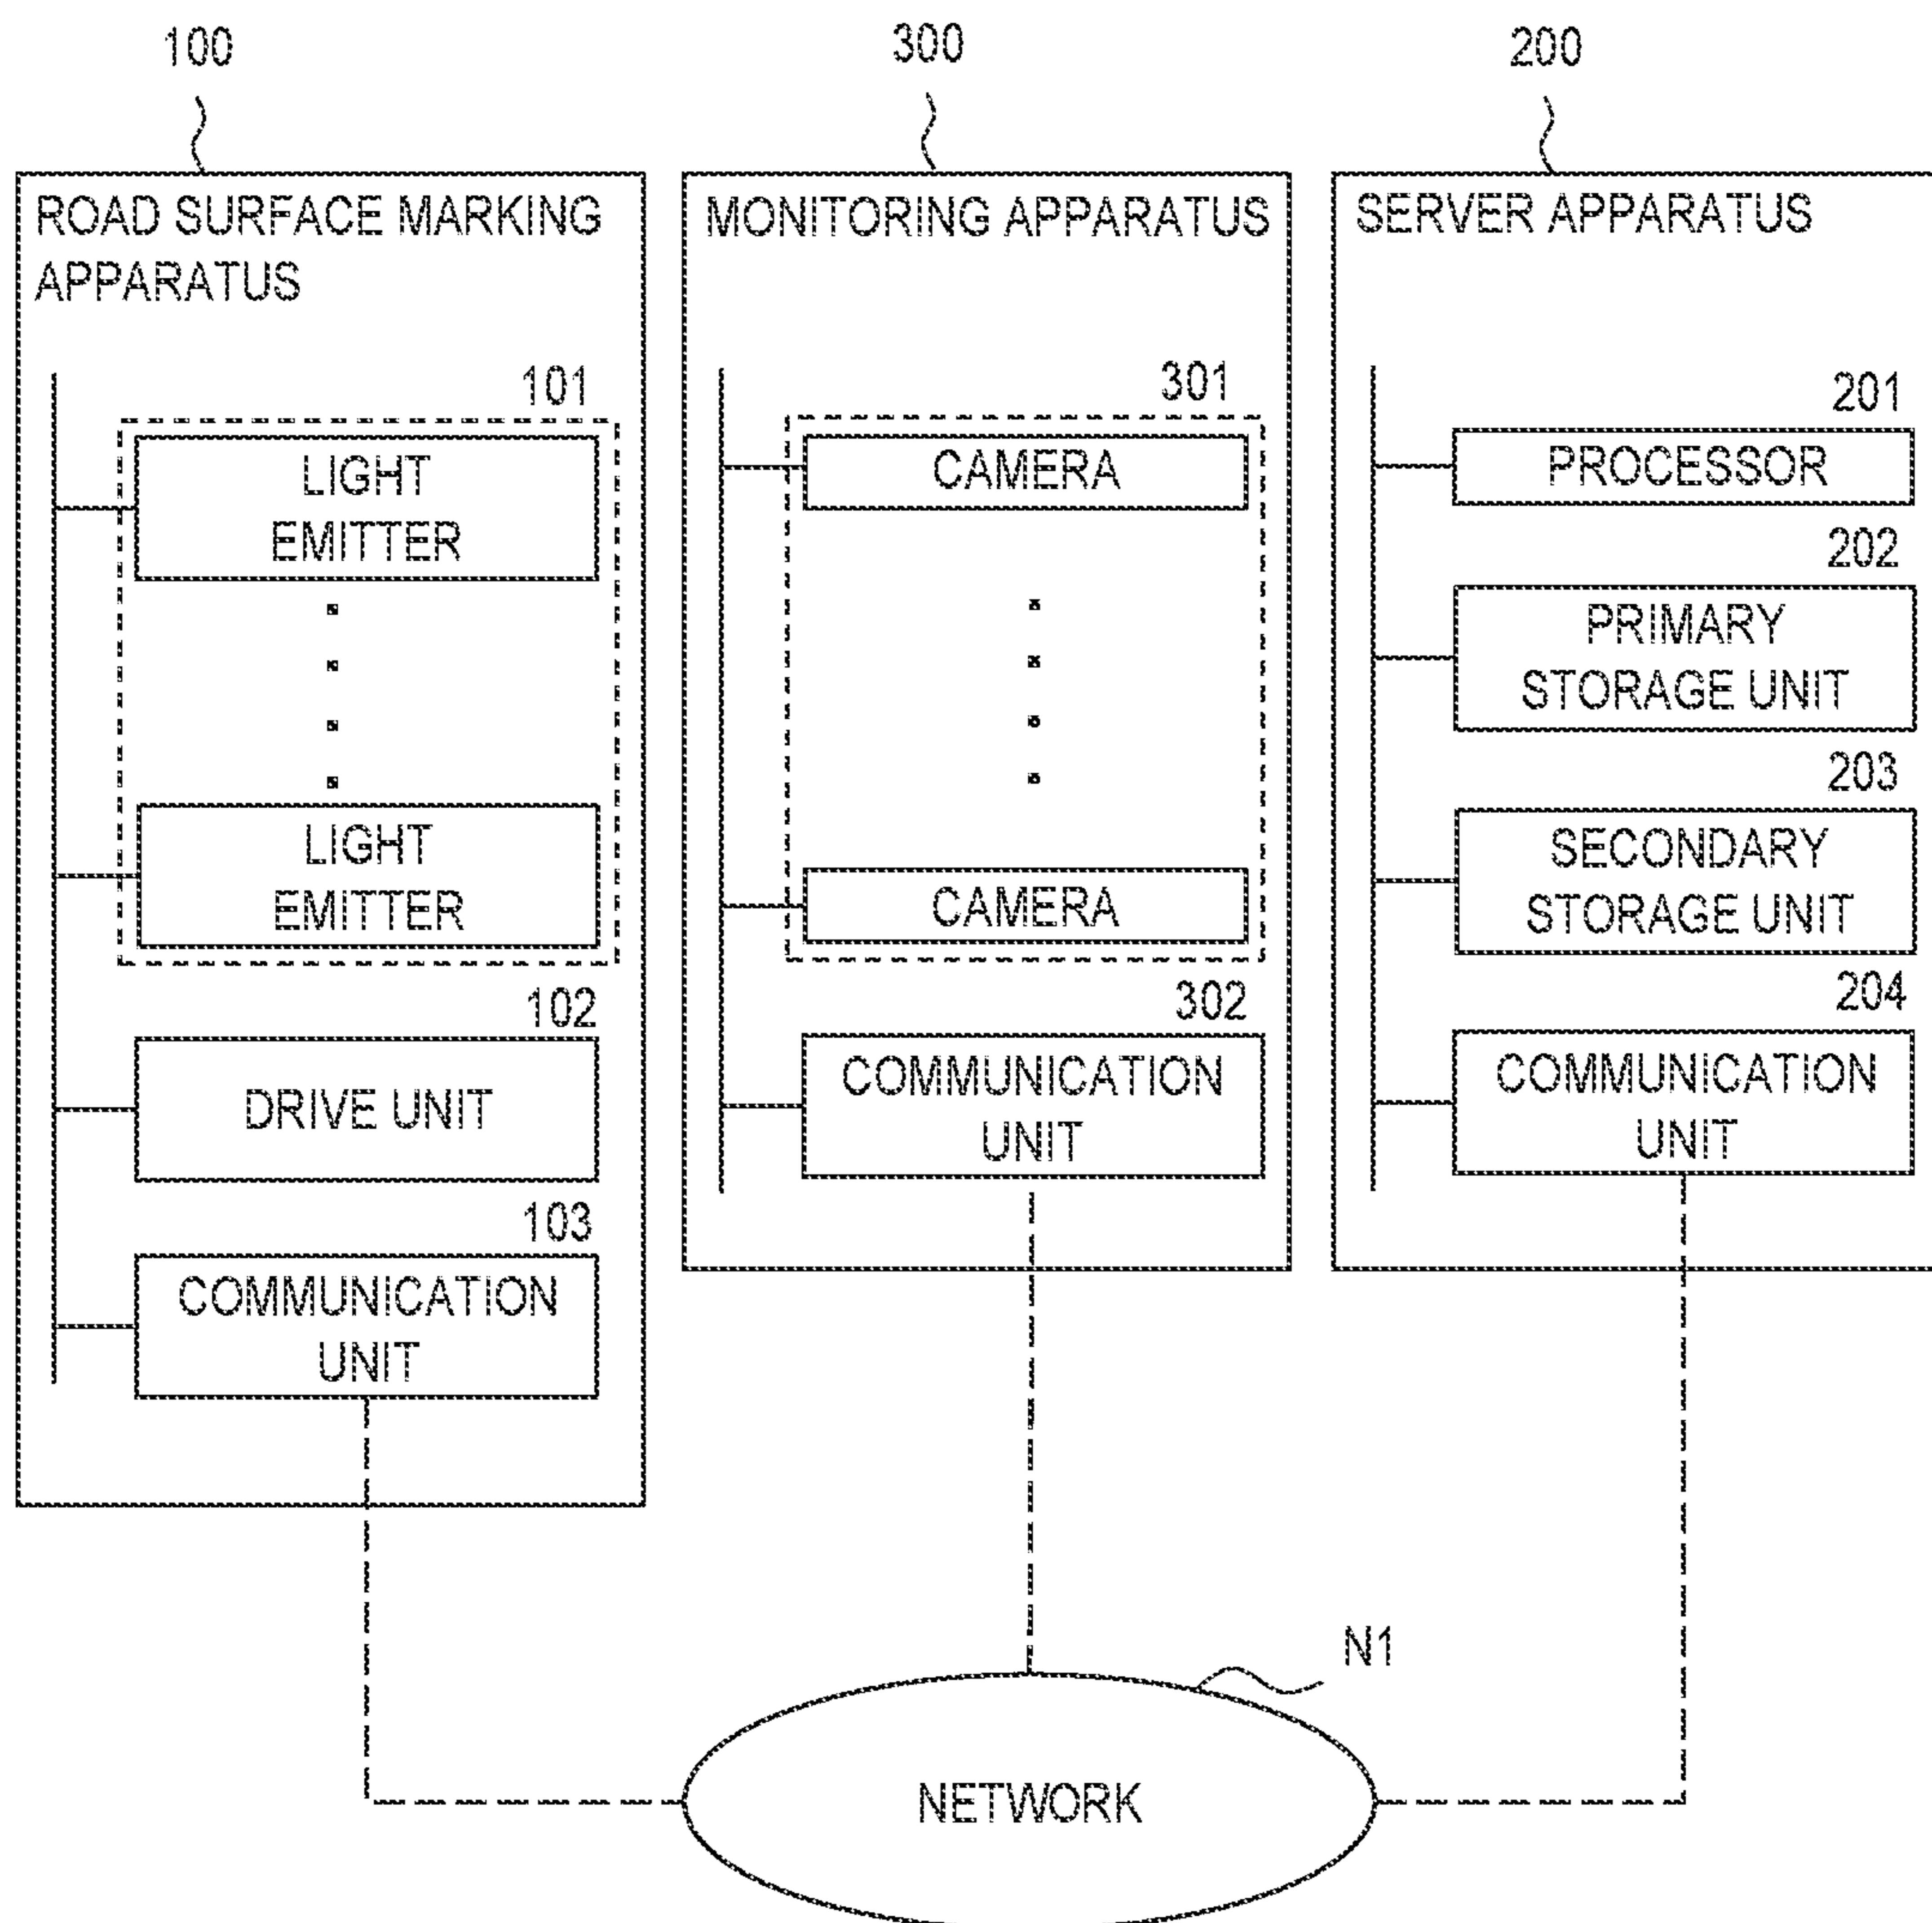 100
300
200
ROAD SURFACE MARKING
APPARATUS
101
LIGHT
EMITTER
LIGHT
EMITTER
102
DRIVE UNIT
103
COMMUNICATION
UNIT
MONITORING APPARATUS
301
CAMERA
CAMERA
302
COMMUNICATION
UNIT
SERVER APPARATUS
201
PROCESSOR
202
PRIMARY
STORAGE UNIT
203
SECONDARY
STORAGE UNIT
204
COMMUNICATION
UNIT
N1
NETWORK